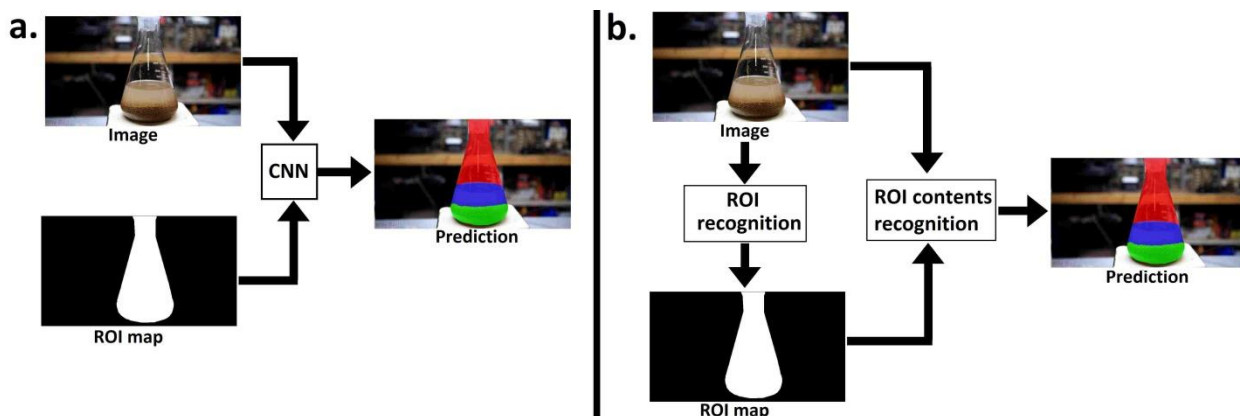 a.
Image
CNN
Prediction
ROI map
b.
Image
ROI
recognition
ROI contents
recognition
Prediction
ROI map